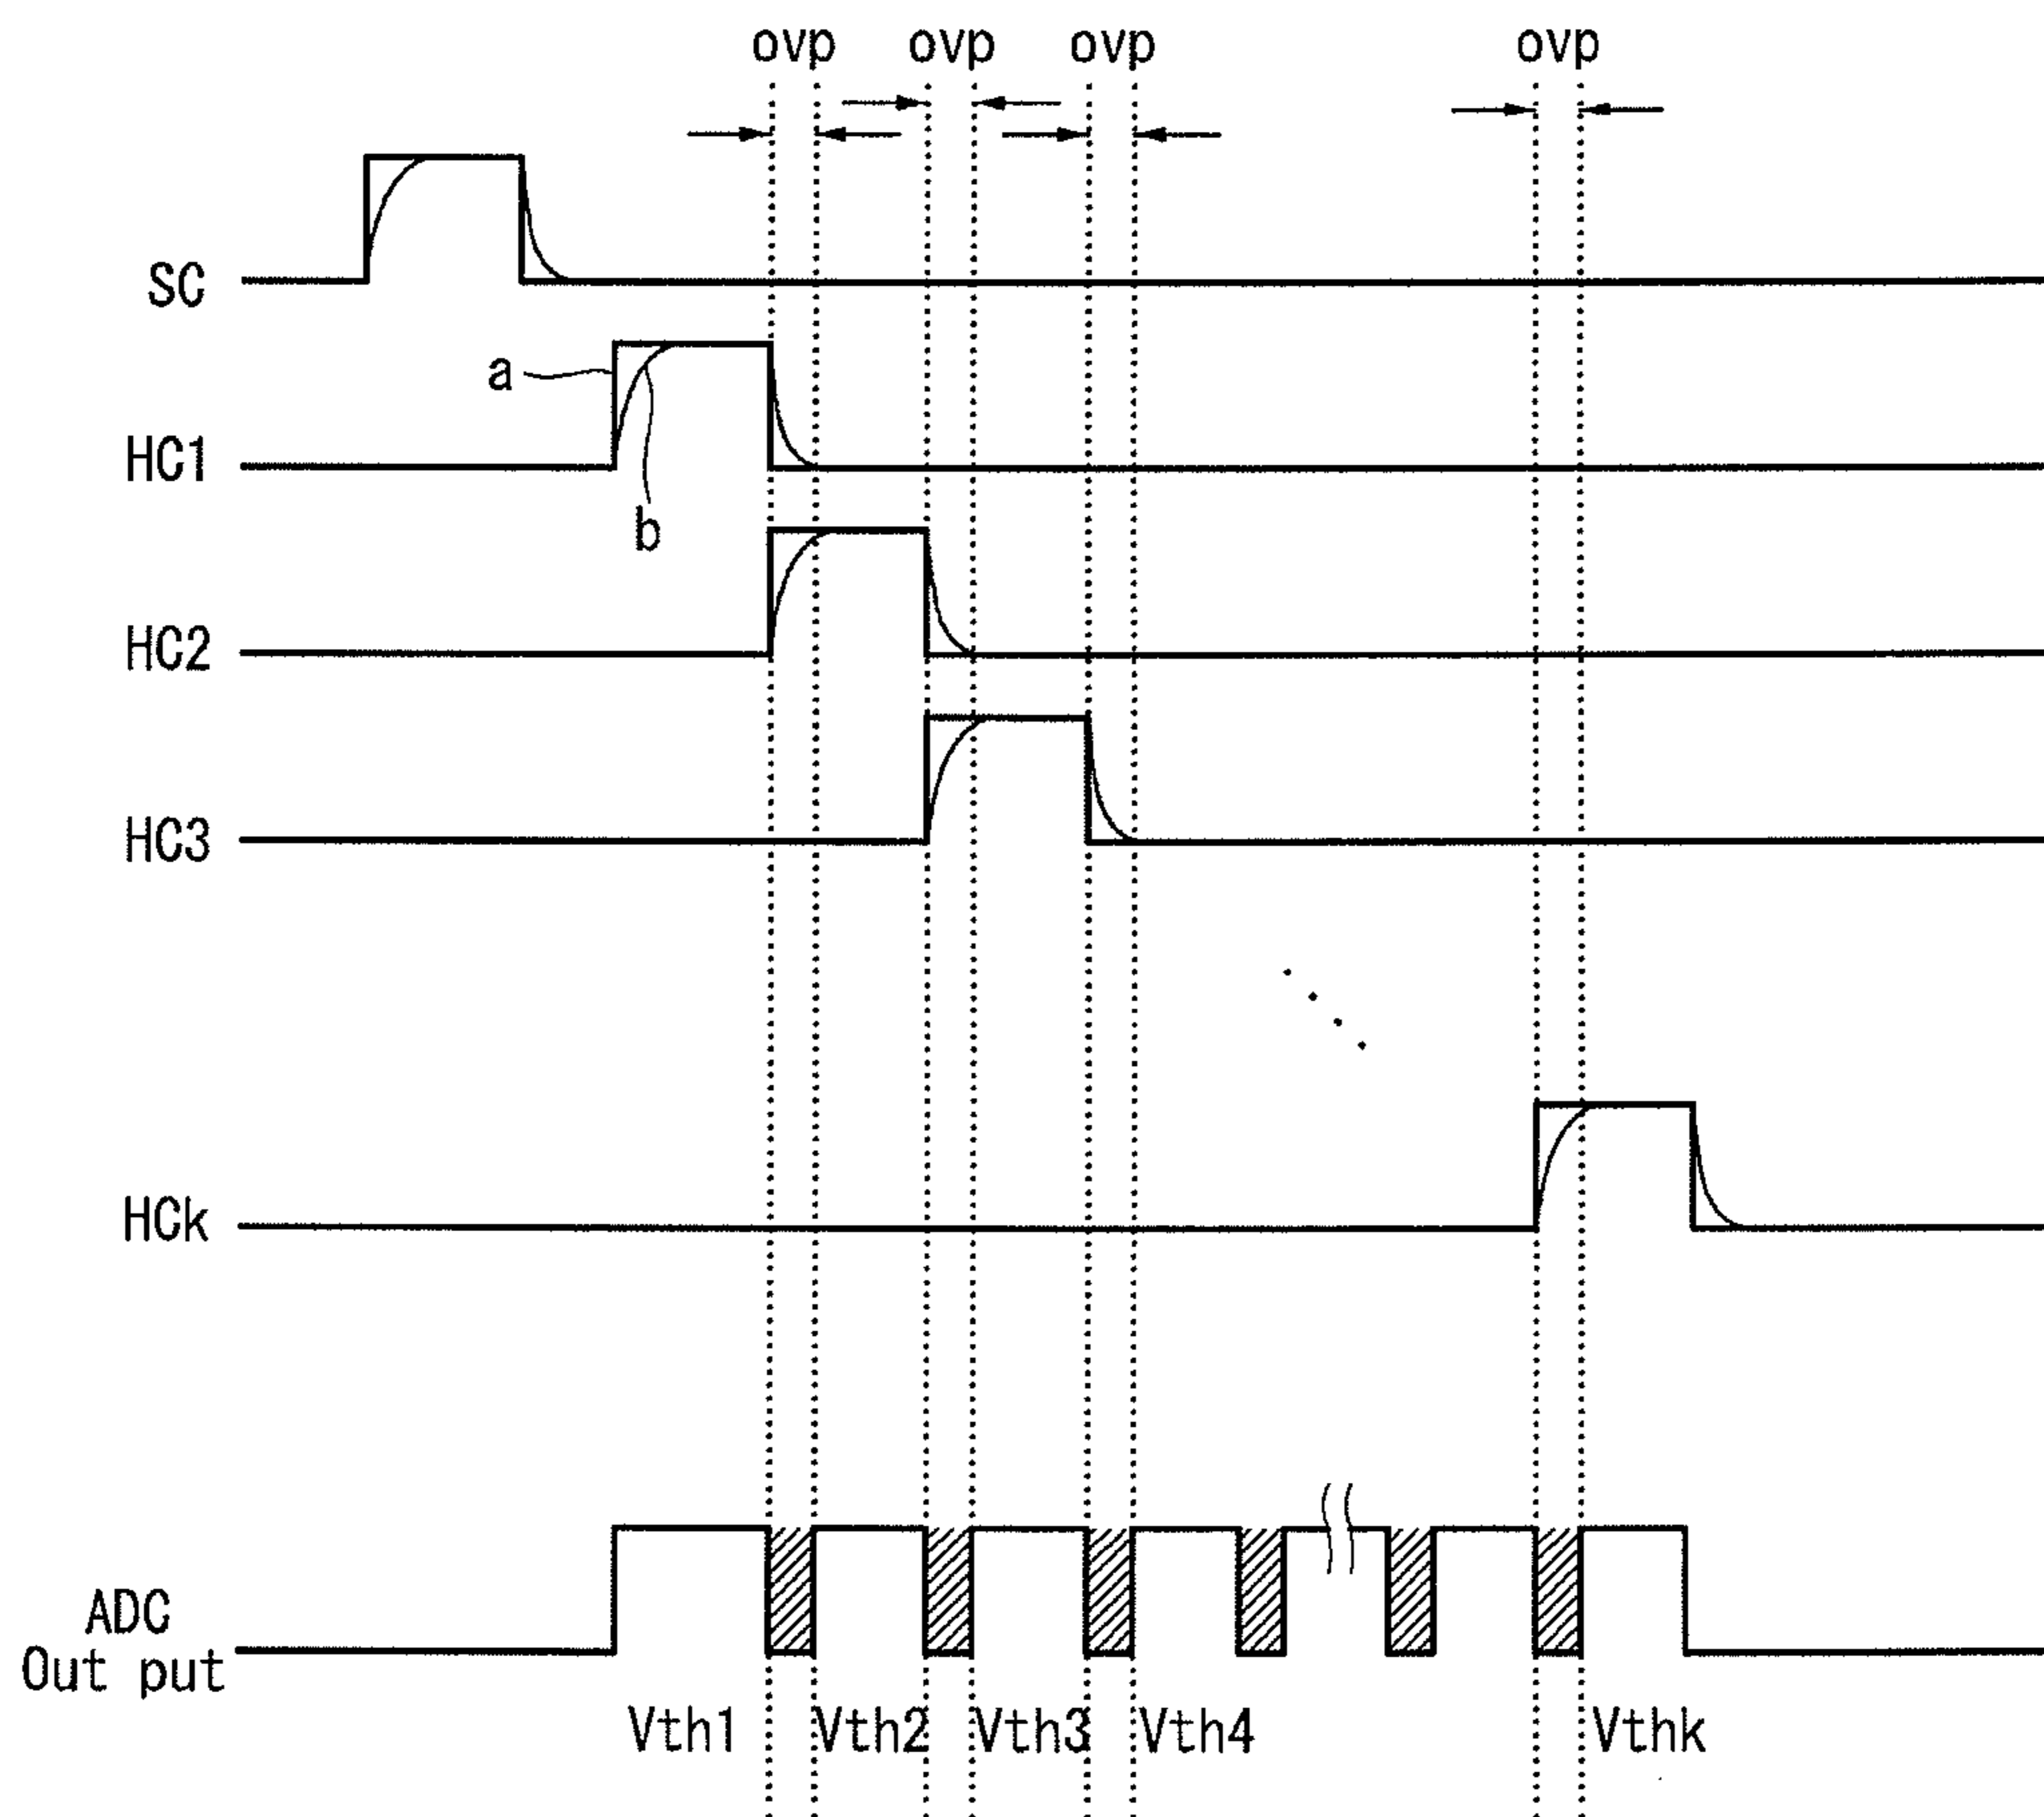 ovp ovp ovp ovp
SC
a
HC1
b
HC2
HC3
HCk
ADC
Out put
Vth1 Vth2 Vth3 Vth4 Vthk